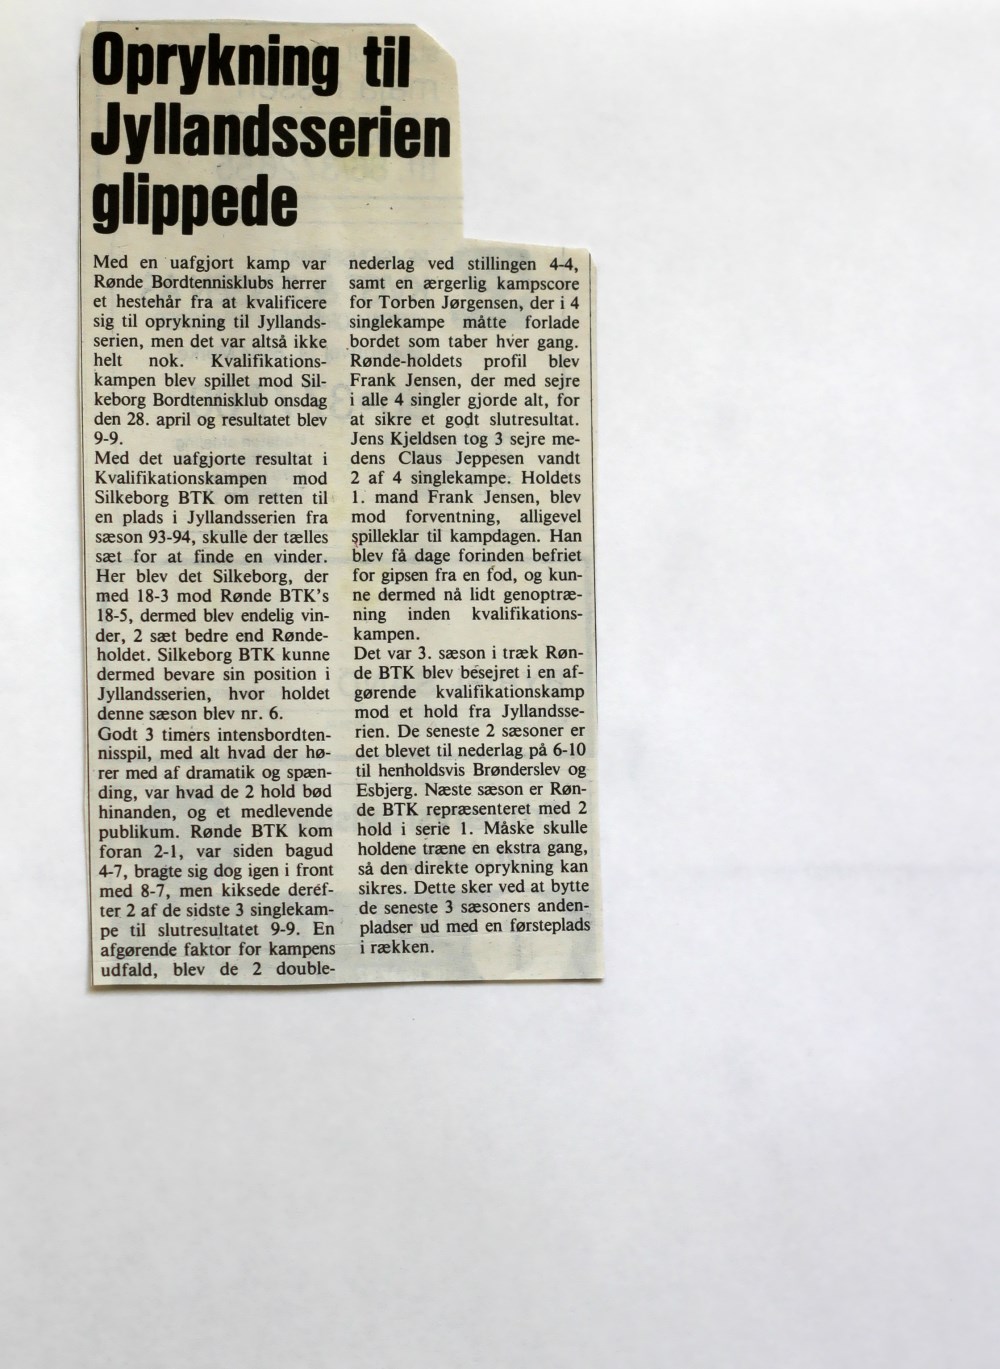 Oprykning til
Jyllandsserien
glippede
Med en uafgjort kamp var
Rønde Bordtennisklubs herrer
et hestehår fra at kvalificere
sig til oprykning til Jyllands-
serien, men det var altså ikke
helt nok. Kvalifikations-
kampen blev spillet mod Sil-
keborg Bordtennisklub onsdag
den 28. april og resultatet blev
9-9.
Med det uafgjorte resultat i
Kvalifikationskampen mod
Silkeborg BTK om retten til
en plads i Jyllandsserien fra
sæson 93-94, skulle der tælles
sæt for at finde en vinder.
Her blev det Silkeborg, der
med 18-3 mod Rønde BTK's
18-5, dermed blev endelig vin-
der, 2 sæt bedre end Rønde-
holdet. Silkeborg BTK kunne
dermed bevare sin position i
Jyllandsserien, hvor holdet
denne sæson blev nr. 6.
Godt 3 timers intensbordten-
nisspil, med alt hvad der hø-
rer med af dramatik og spæn-
ding, var hvad de 2 hold bød
hinanden, og et medlevende
publikum. Rønde BTK kom
foran 2-1, var siden bagud
4-7, bragte sig dog igen i front
med 8-7, men kiksede deref-
ter 2 af de sidste 3 singlekam-
pe til slutresultatet 9-9. En
afgørende faktor for kampens
udfald, blev de 2 double-
nederlag ved stillingen 4-4,
samt en ærgerlig kampscore
for Torben Jørgensen, der i 4
singlekampe måtte forlade
bordet som taber hver gang.
Rønde-holdets profil blev
Frank Jensen, der med sejre
i alle 4 singler gjorde alt, for
at sikre et godt slutresultat.
Jens Kjeldsen tog 3 sejre me-
dens Claus Jeppesen vandt
2 af 4 singlekampe. Holdets
1. mand Frank Jensen, blev
mod forventning, alligevel
spilleklar til kampdagen. Han
blev få dage forinden befriet
for gipsen fra en fod, og kun-
ne dermed nå lidt genoptræ-
ning inden kvalifikations-
kampen.
Det var 3. sæson i træk Røn-
de BTK blev besejret i en af-
gørende kvalifikationskamp
mod et hold fra Jyllandsse-
rien. De seneste 2 sæsoner er
det blevet til nederlag på 6-10
til henholdsvis Brønderslev og
Esbjerg. Næste sæson er Røn-
de BTK repræsenteret med 2
hold i serie 1. Måske skulle
holdene træne en ekstra gang,
så den direkte oprykning kan
sikres. Dette sker ved at bytte
de seneste 3 sæsoners anden-
pladser ud med en førsteplads
i rækken.